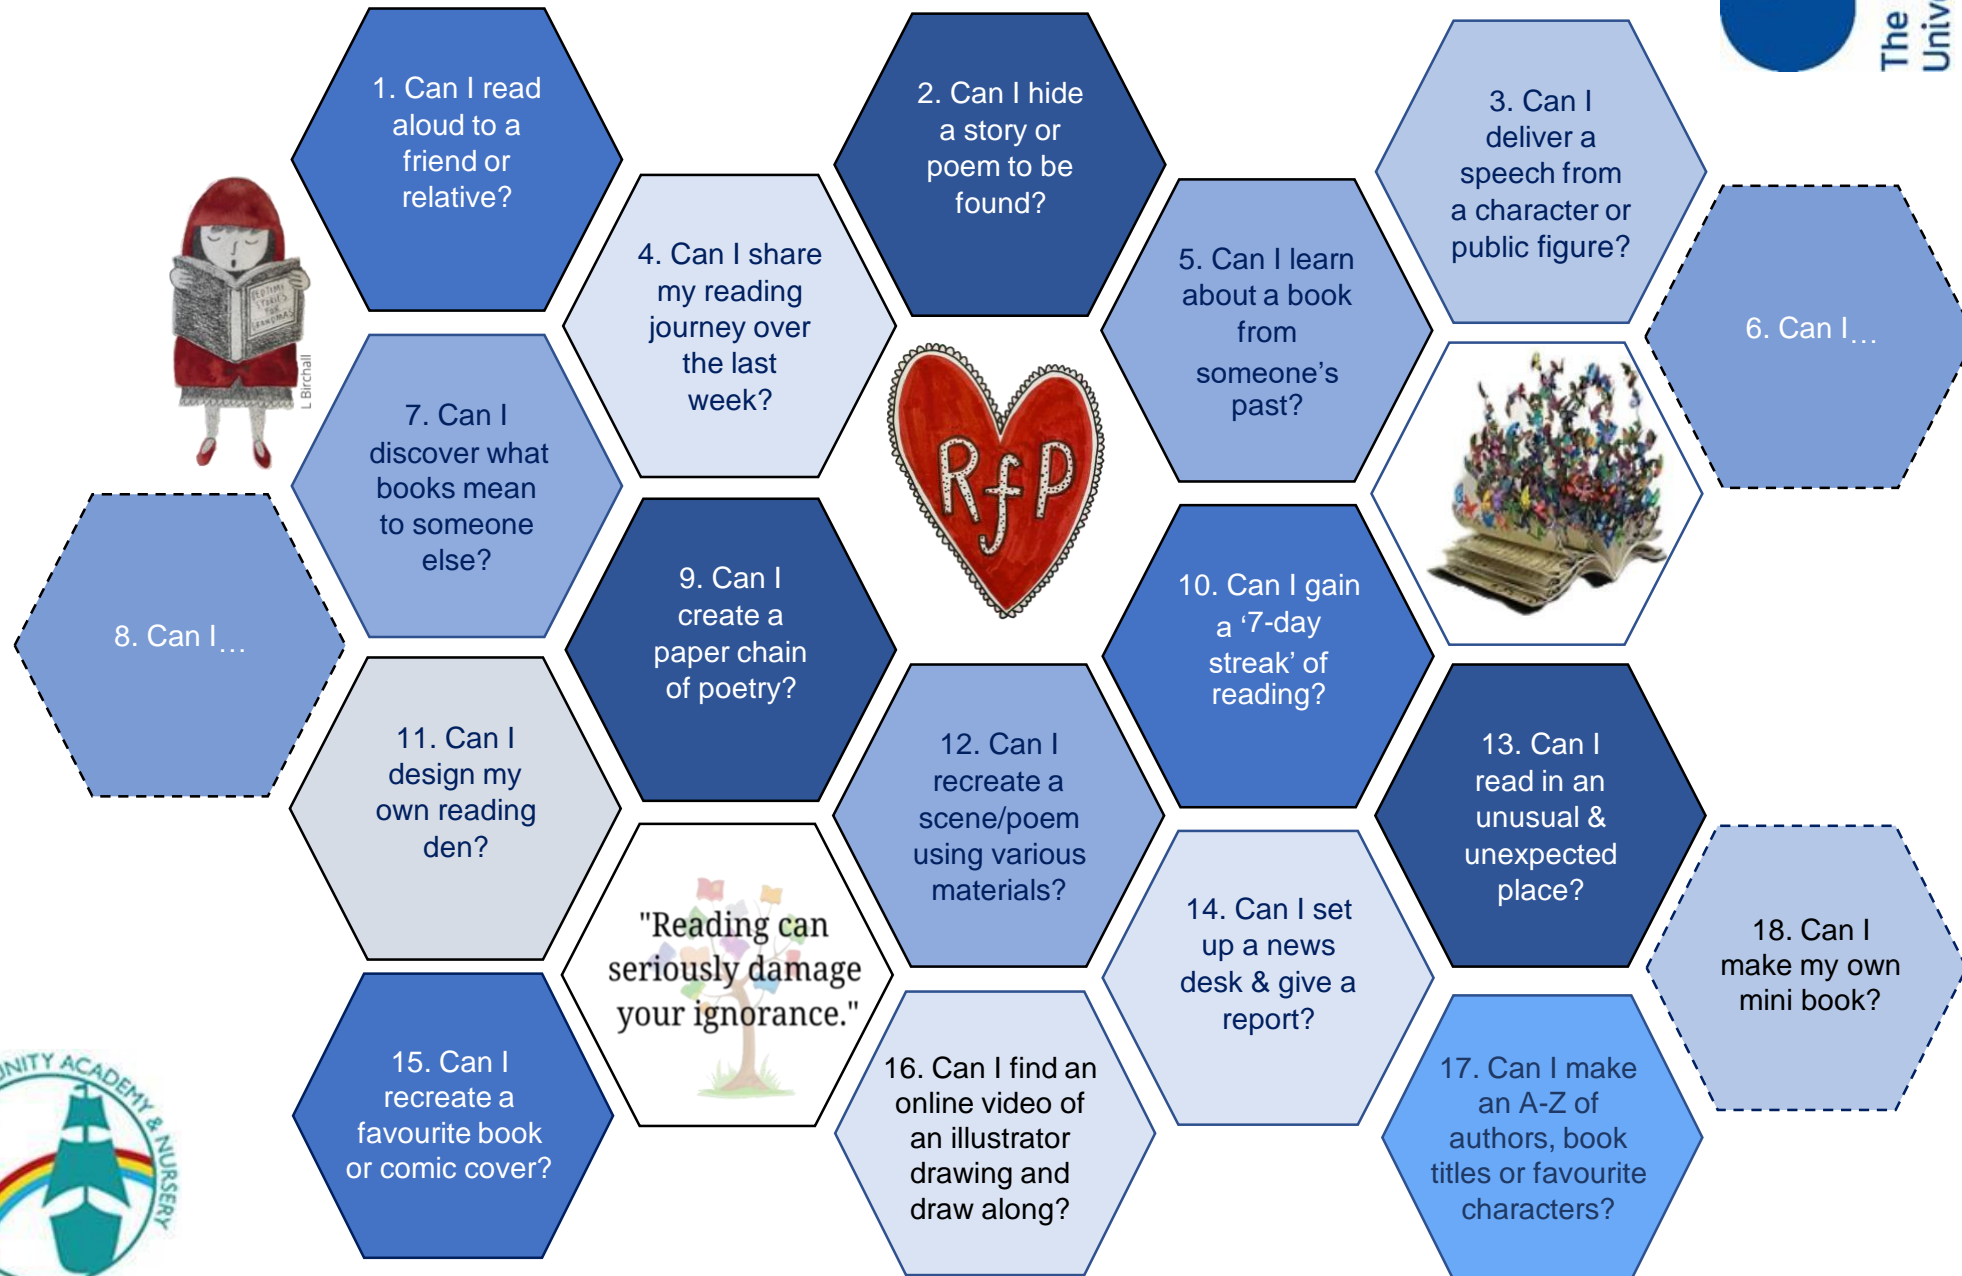 The
Unive
1. Can I read
aloud to a
friend or
relative?
2. Can I hide
a story or
poem to be
found?
3. Can I
deliver a
speech from
a character or
public figure?
4. Can I share
my reading
journey over
the last
week?
5. Can I learn
about a book
from
someone’s
past?
6. Can I…
BEDTIME
STORIES
FOR
GRANDMAS
L Birchall
7. Can I
discover what
books mean
to someone
else?
RfP
8. Can I…
9. Can I
create a
paper chain
of poetry?
10. Can I gain
a ‘7-day
streak’ of
reading?
11. Can I
design my
own reading
den?
12. Can I
recreate a
scene/poem
using various
materials?
13. Can I
read in an
unusual &
unexpected
place?
"Reading can
seriously damage
your ignorance."
14. Can I set
up a news
desk & give a
report?
18. Can I
make my own
mini book?
15. Can I
recreate a
favourite book
or comic cover?
16. Can I find an
online video of
an illustrator
drawing and
draw along?
17. Can I make
an A-Z of
authors, book
titles or favourite
characters?
NITY ACADEMY & NURSERY